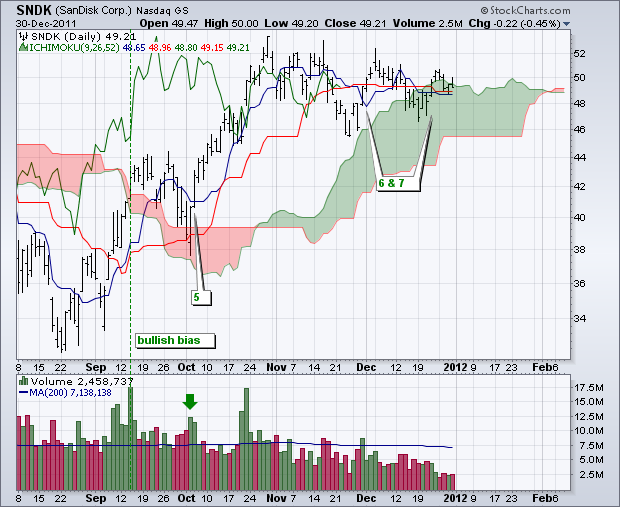 SNDK (SanDisk Corp.) Nasdaq GS
© StockCharts.com
30-Dec-2011 Open 49.47 High 50.00 Low 49.20 Close 49.21 Volume 2.5M Chg -0.22 (-0.45%)
SNDK (Daily) 49.21
ICHIMOKU(9,26,52) 48.65 48.96 48.80 49.15 49.21
52
50
48
46
44
42
40
38
36
34
6 & 7
5
bullish bias
8 15 22 Sep 12 19 26 Oct 10 17 24 Nov 7 14 21 Dec 12 19 2012 9 17 23 Feb 6
Volume 2,458,737
MA(200) 7,138,138
17.5M
15.0M
12.5M
10.0M
7.5M
5.0M
2.5M
8 15 22 Sep 12 19 26 Oct 10 17 24 Nov 7 14 21 Dec 12 19 2012 9 17 23 Feb 6